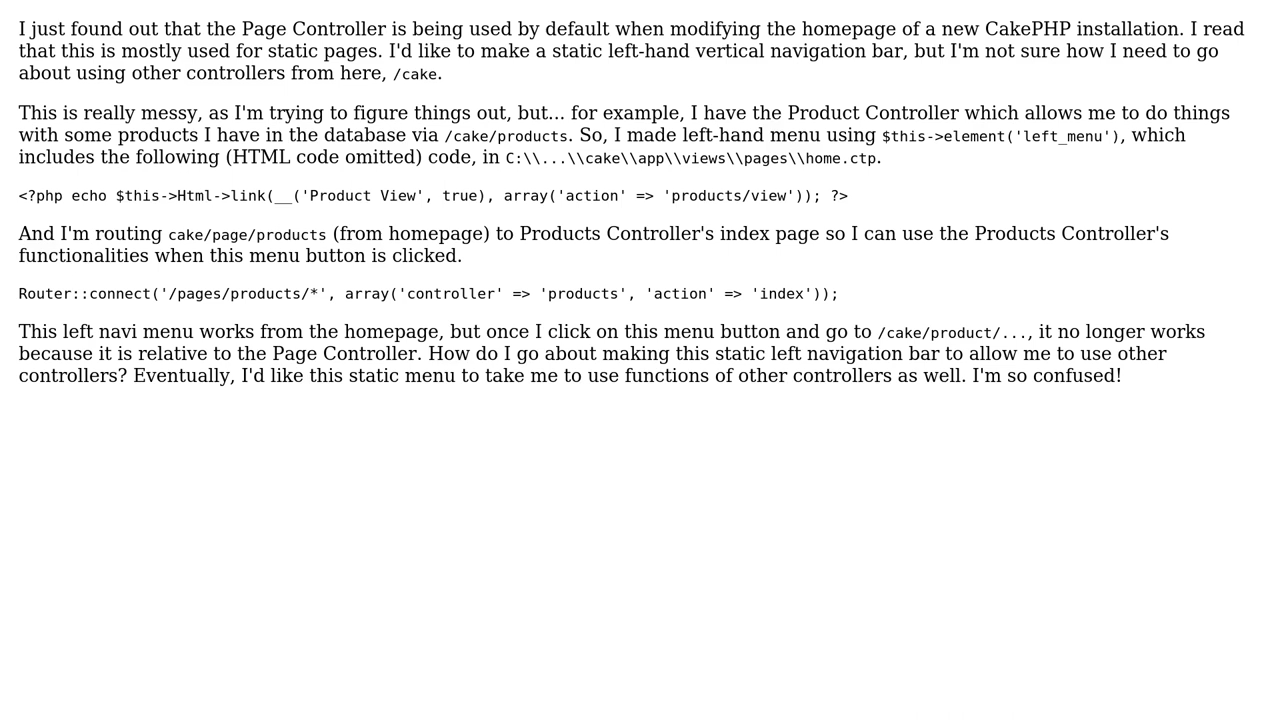 I just found out that the Page Controller is being used by default when modifying the homepage of a new CakePHP installation. I read
that this is mostly used for static pages. I'd like to make a static left-hand vertical navigation bar, but I'm not sure how I need to go
about using other controllers from here, /cake.
This is really messy, as I'm trying to figure things out, but... for example, I have the Product Controller which allows me to do things
with some products I have in the database via /cake/products. So, I made left-hand menu using $this->element('left_menu'), which
includes the following (HTML code omitted) code, in C:\\...\\cake\\app\\views\\pages\\home.ctp.
<?php echo $this->Html->link(__('Product View', true), array('action' => 'products/view')); ?>
And I'm routing cake/page/products (from homepage) to Products Controller's index page so I can use the Products Controller's
functionalities when this menu button is clicked.
Router::connect('/pages/products/*', array('controller' => 'products', 'action' => 'index'));
This left navi menu works from the homepage, but once I click on this menu button and go to /cake/product/..., it no longer works
because it is relative to the Page Controller. How do I go about making this static left navigation bar to allow me to use other
controllers? Eventually, I'd like this static menu to take me to use functions of other controllers as well. I'm so confused!